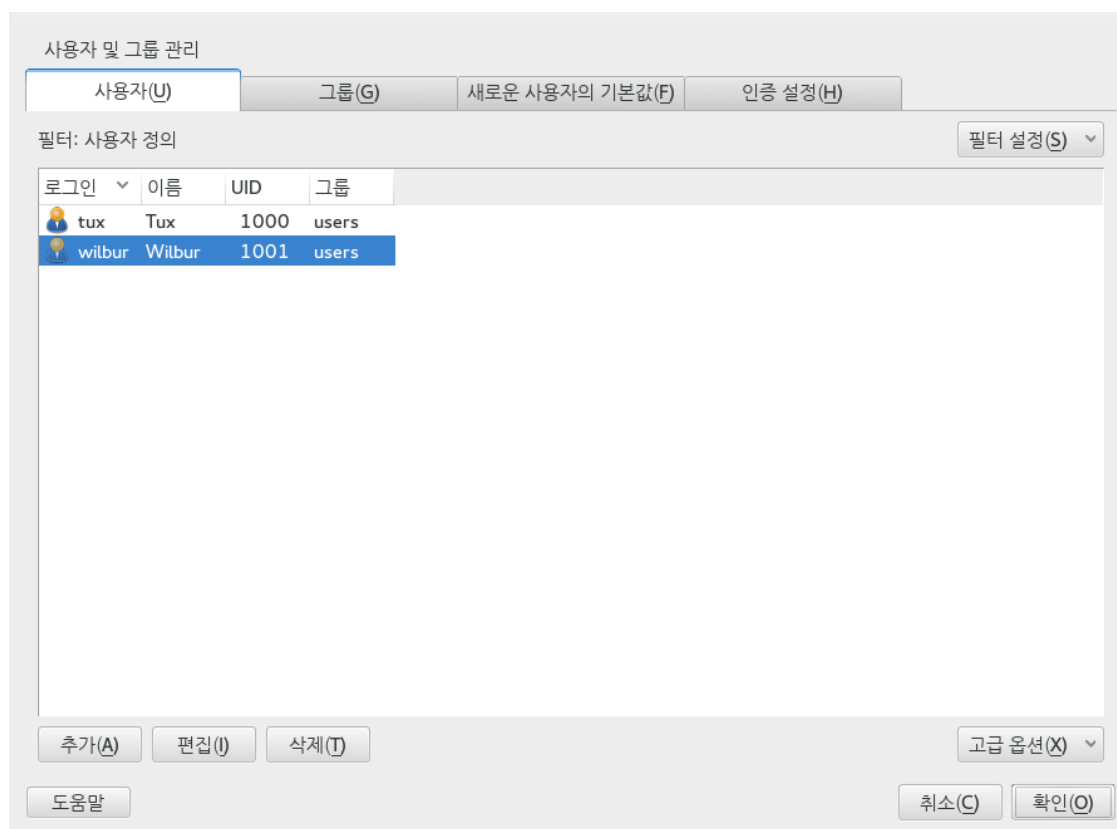 사용자 및 그룹 관리
사용자(U) 그룹(G) 새로운 사용자의 기본값(F) 인증 설정(H)
필터: 사용자 정의 필터 설정(S)
로그인 이름 UID 그룹
tux Tux 1000 users
wilbur Wilbur 1001 users
추가(A) 편집(I) 삭제(T) 고급 옵션(X)
도움말 취소(C) 확인(O)